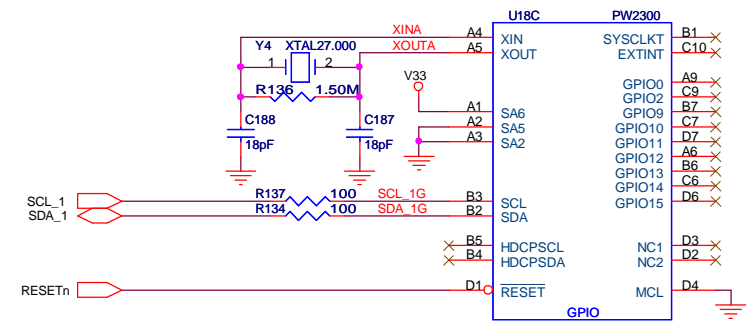 U18C PW2300
XINA A4 XIN SYSCLKT B1
Y4 XTAL27.000 XOUTA A5 XOUT EXTINT C10
1 2
R136 1.50M V33 GPIO0 A9
GPIO2 C9
A1 SA6 GPIO9 B7
C188 C187 A2 SA5 GPIO10 C7
18pF 18pF A3 SA2 GPIO11 D7
GPIO12 A6
GPIO13 B6
GPIO14 C6
SCL_1 R137 100 SCL_1G B3 SCL GPIO15 D6
SDA_1 R134 100 SDA_1G B2 SDA
B5 HDCPSCL NC1 D3
B4 HDCPSDA NC2 D2
RESETn D1 RESET MCL D4
GPIO